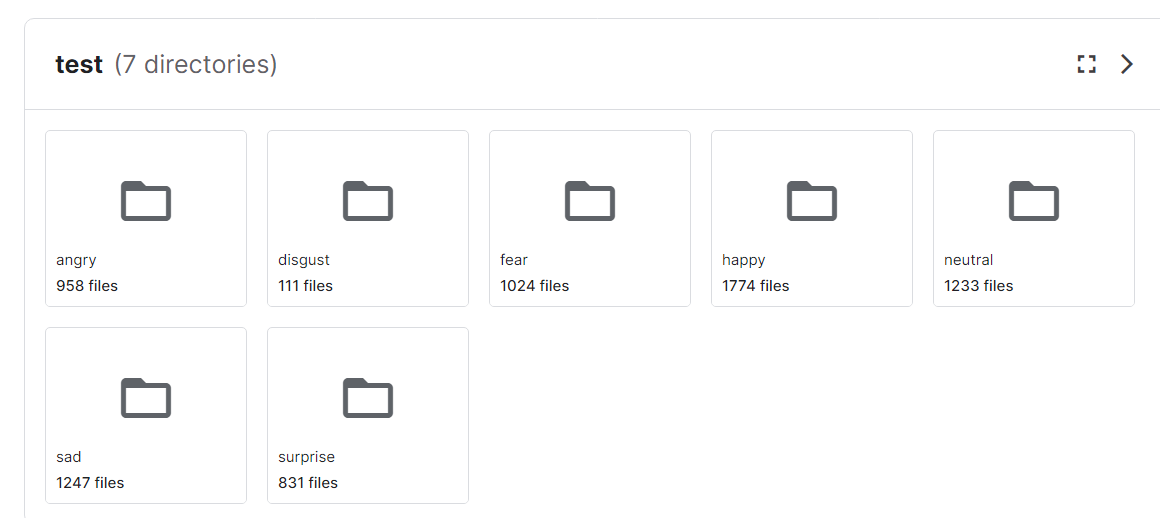 test (7 directories)
angry
958 files
disgust
111 files
fear
1024 files
happy
1774 files
neutral
1233 files
sad
1247 files
surprise
831 files